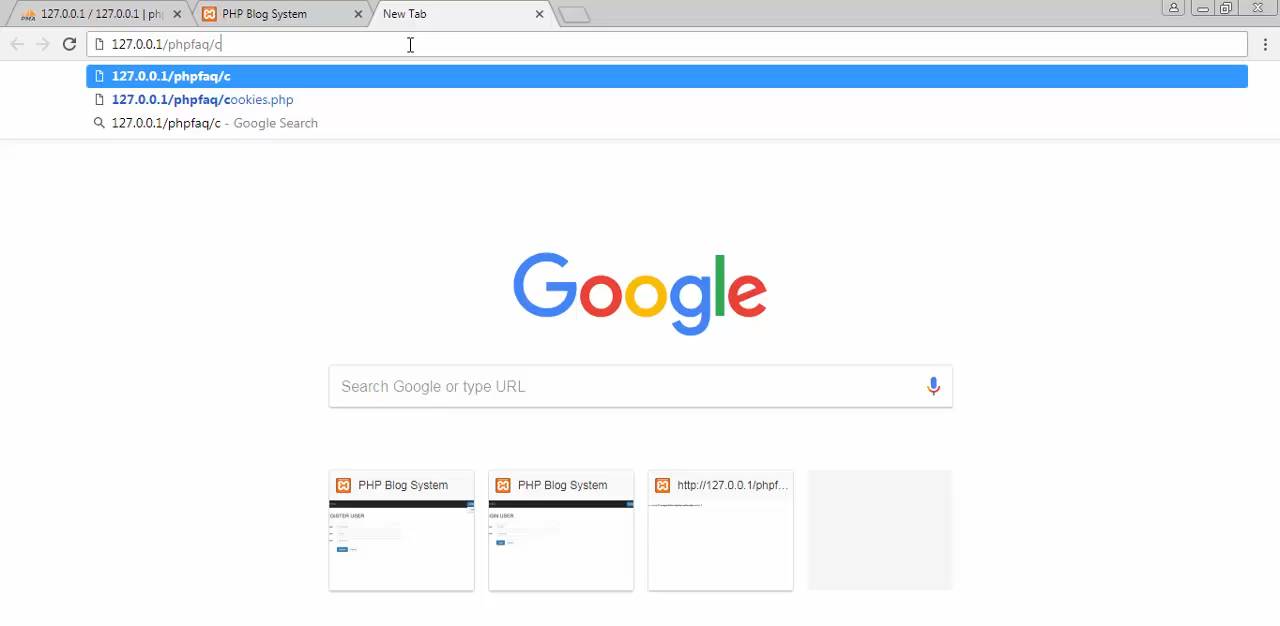 127.0.0.1 / 127.0.0.1 | ph
PHP Blog System
New Tab
127.0.0.1/phpfaq/c
127.0.0.1/phpfaq/c
127.0.0.1/phpfaq/cookies.php
127.0.0.1/phpfaq/c - Google Search
Google
Search Google or type URL
PHP Blog System
PHP Blog System
http://127.0.0.1/phpf...